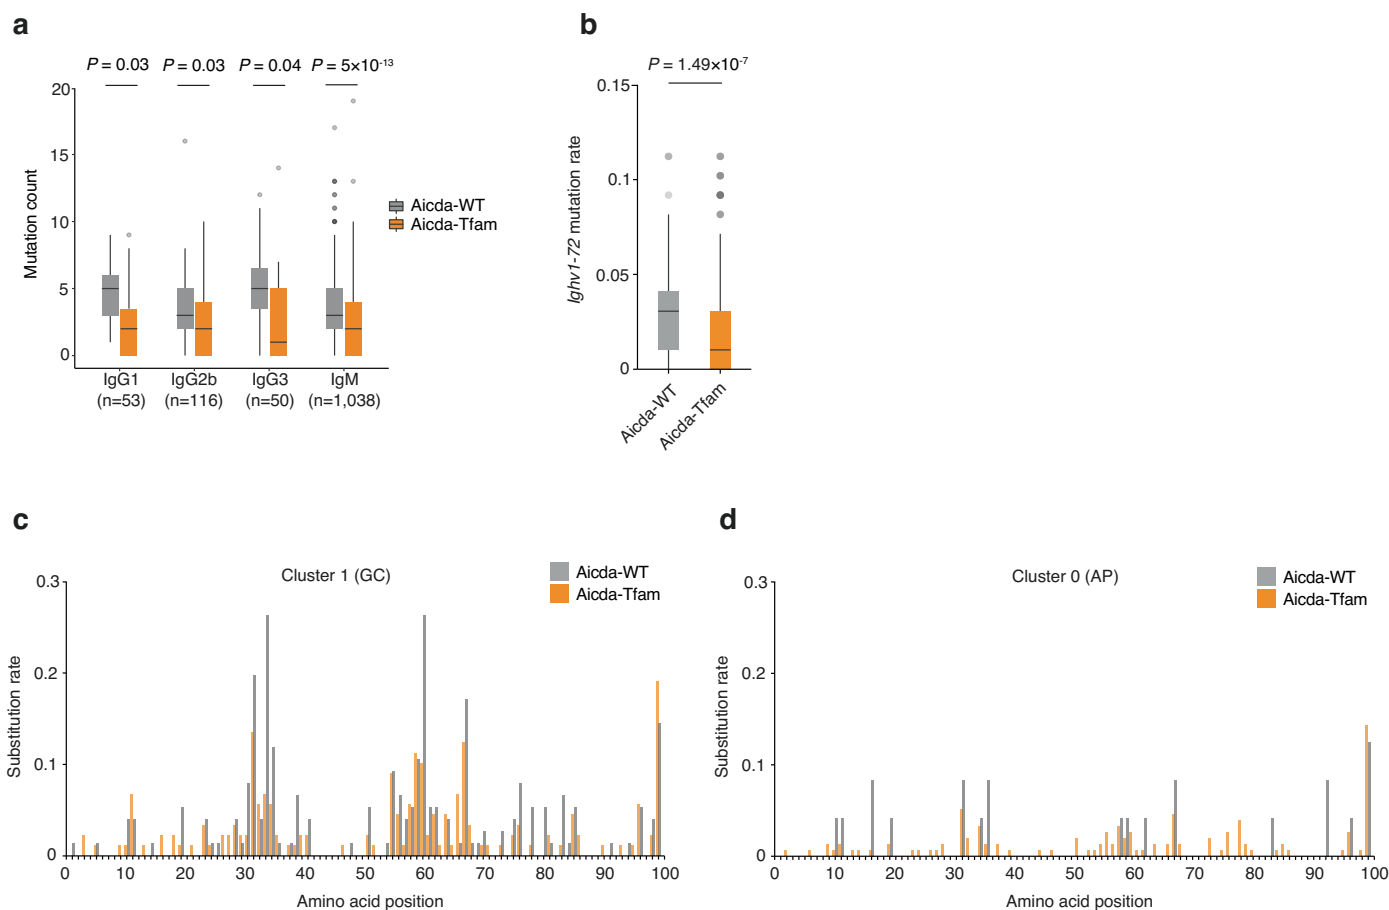 a
P = 0.03 P = 0.03 P = 0.04 P = 5×10-13
20
15
10
5
0
Mutation count
Aicda-WT
Aicda-Tfam
IgG1 IgG2b IgG3 IgM
(n=53) (n=116) (n=50) (n=1,038)
b
P = 1.49×10-7
0.15
0.1
0.05
0
Ighv1-72 mutation rate
Aicda-WT
Aicda-Tfam
c
Cluster 1 (GC)
Aicda-WT
Aicda-Tfam
0.3
0.2
0.1
0
Substitution rate
0 10 20 30 40 50 60 70 80 90 100
Amino acid position
d
Cluster 0 (AP)
Aicda-WT
Aicda-Tfam
0.3
0.2
0.1
0
Substitution rate
0 10 20 30 40 50 60 70 80 90 100
Amino acid position